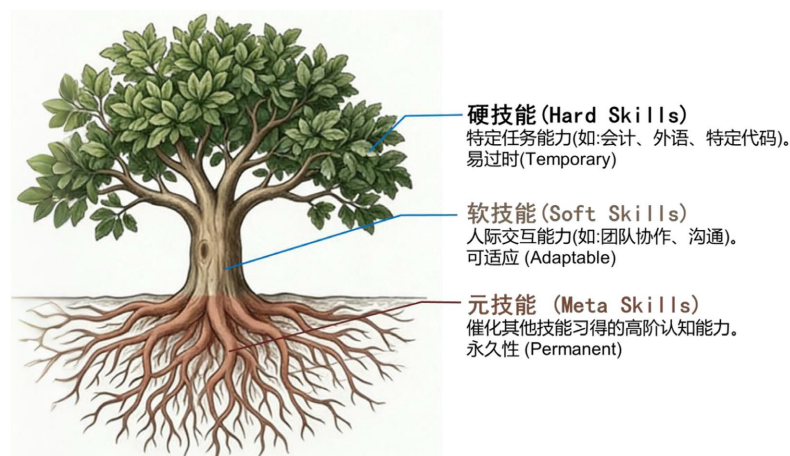 硬技能(Hard Skills)
特定任务能力(如:会计、外语、特定代码)。
易过时(Temporary)
软技能(Soft Skills)
人际交互能力(如:团队协作、沟通)。
可适应 (Adaptable)
元技能 (Meta Skills)
催化其他技能习得的高阶认知能力。
永久性 (Permanent)